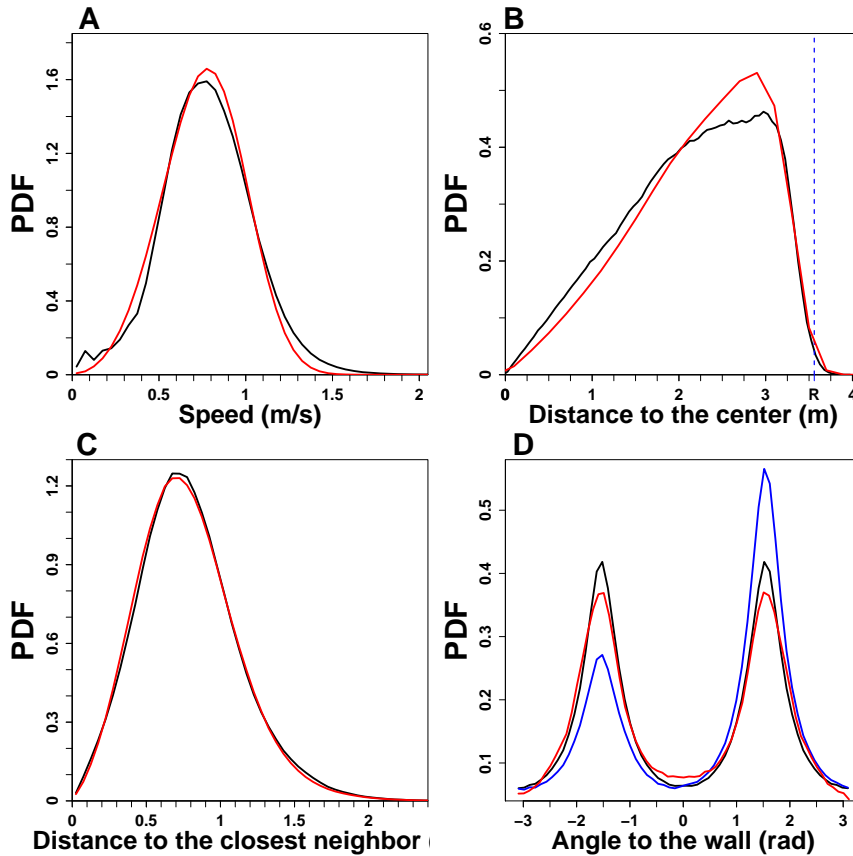 A
PDF
0 0.4 0.8 1.2 1.6
0 0.5 1 1.5 2
Speed (m/s)
B
PDF
0 0.2 0.4 0.6
0 1 2 3 R 4
Distance to the center (m)
C
PDF
0 0.3 0.6 0.9 1.2
0 0.5 1 1.5 2
Distance to the closest neighbor (
D
PDF
0.1 0.2 0.3 0.4 0.5
−3 −2 −1 0 1 2 3
Angle to the wall (rad)